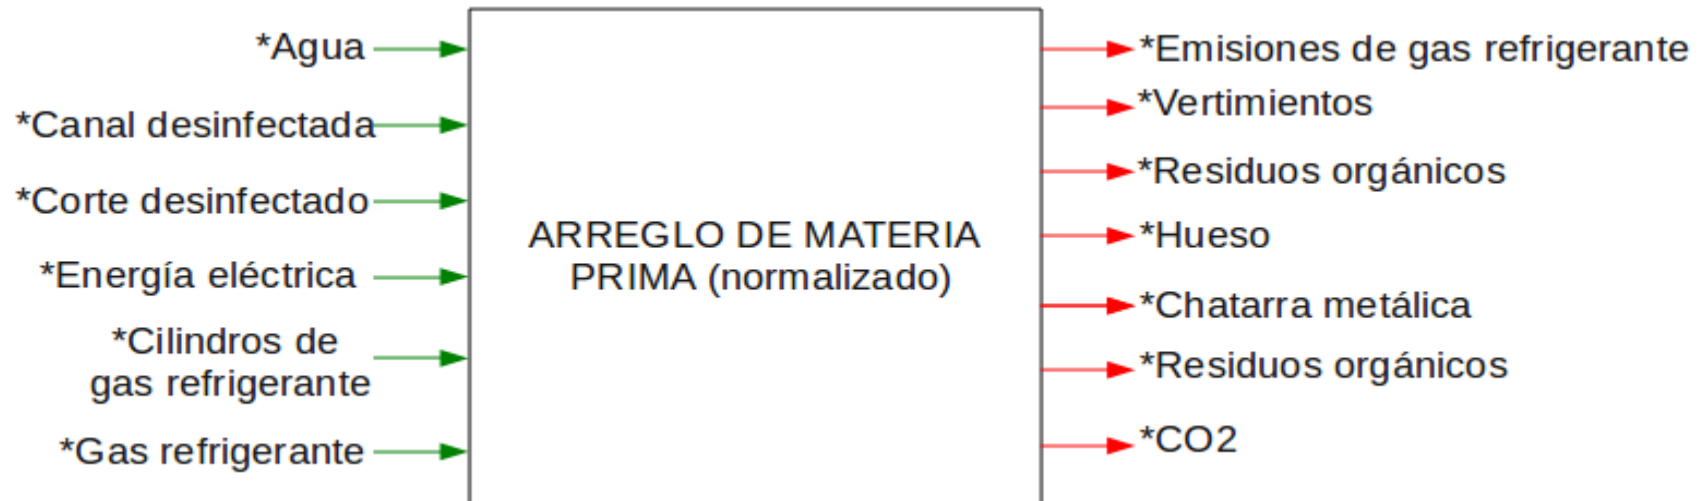 *Agua
*Canal desinfectada
*Corte desinfectado
*Energía eléctrica
*Cilindros de
gas refrigerante
*Gas refrigerante
ARREGLO DE MATERIA
PRIMA (normalizado)
*Emisiones de gas refrigerante
*Vertimientos
*Residuos orgánicos
*Hueso
*Chatarra metálica
*Residuos orgánicos
*CO2